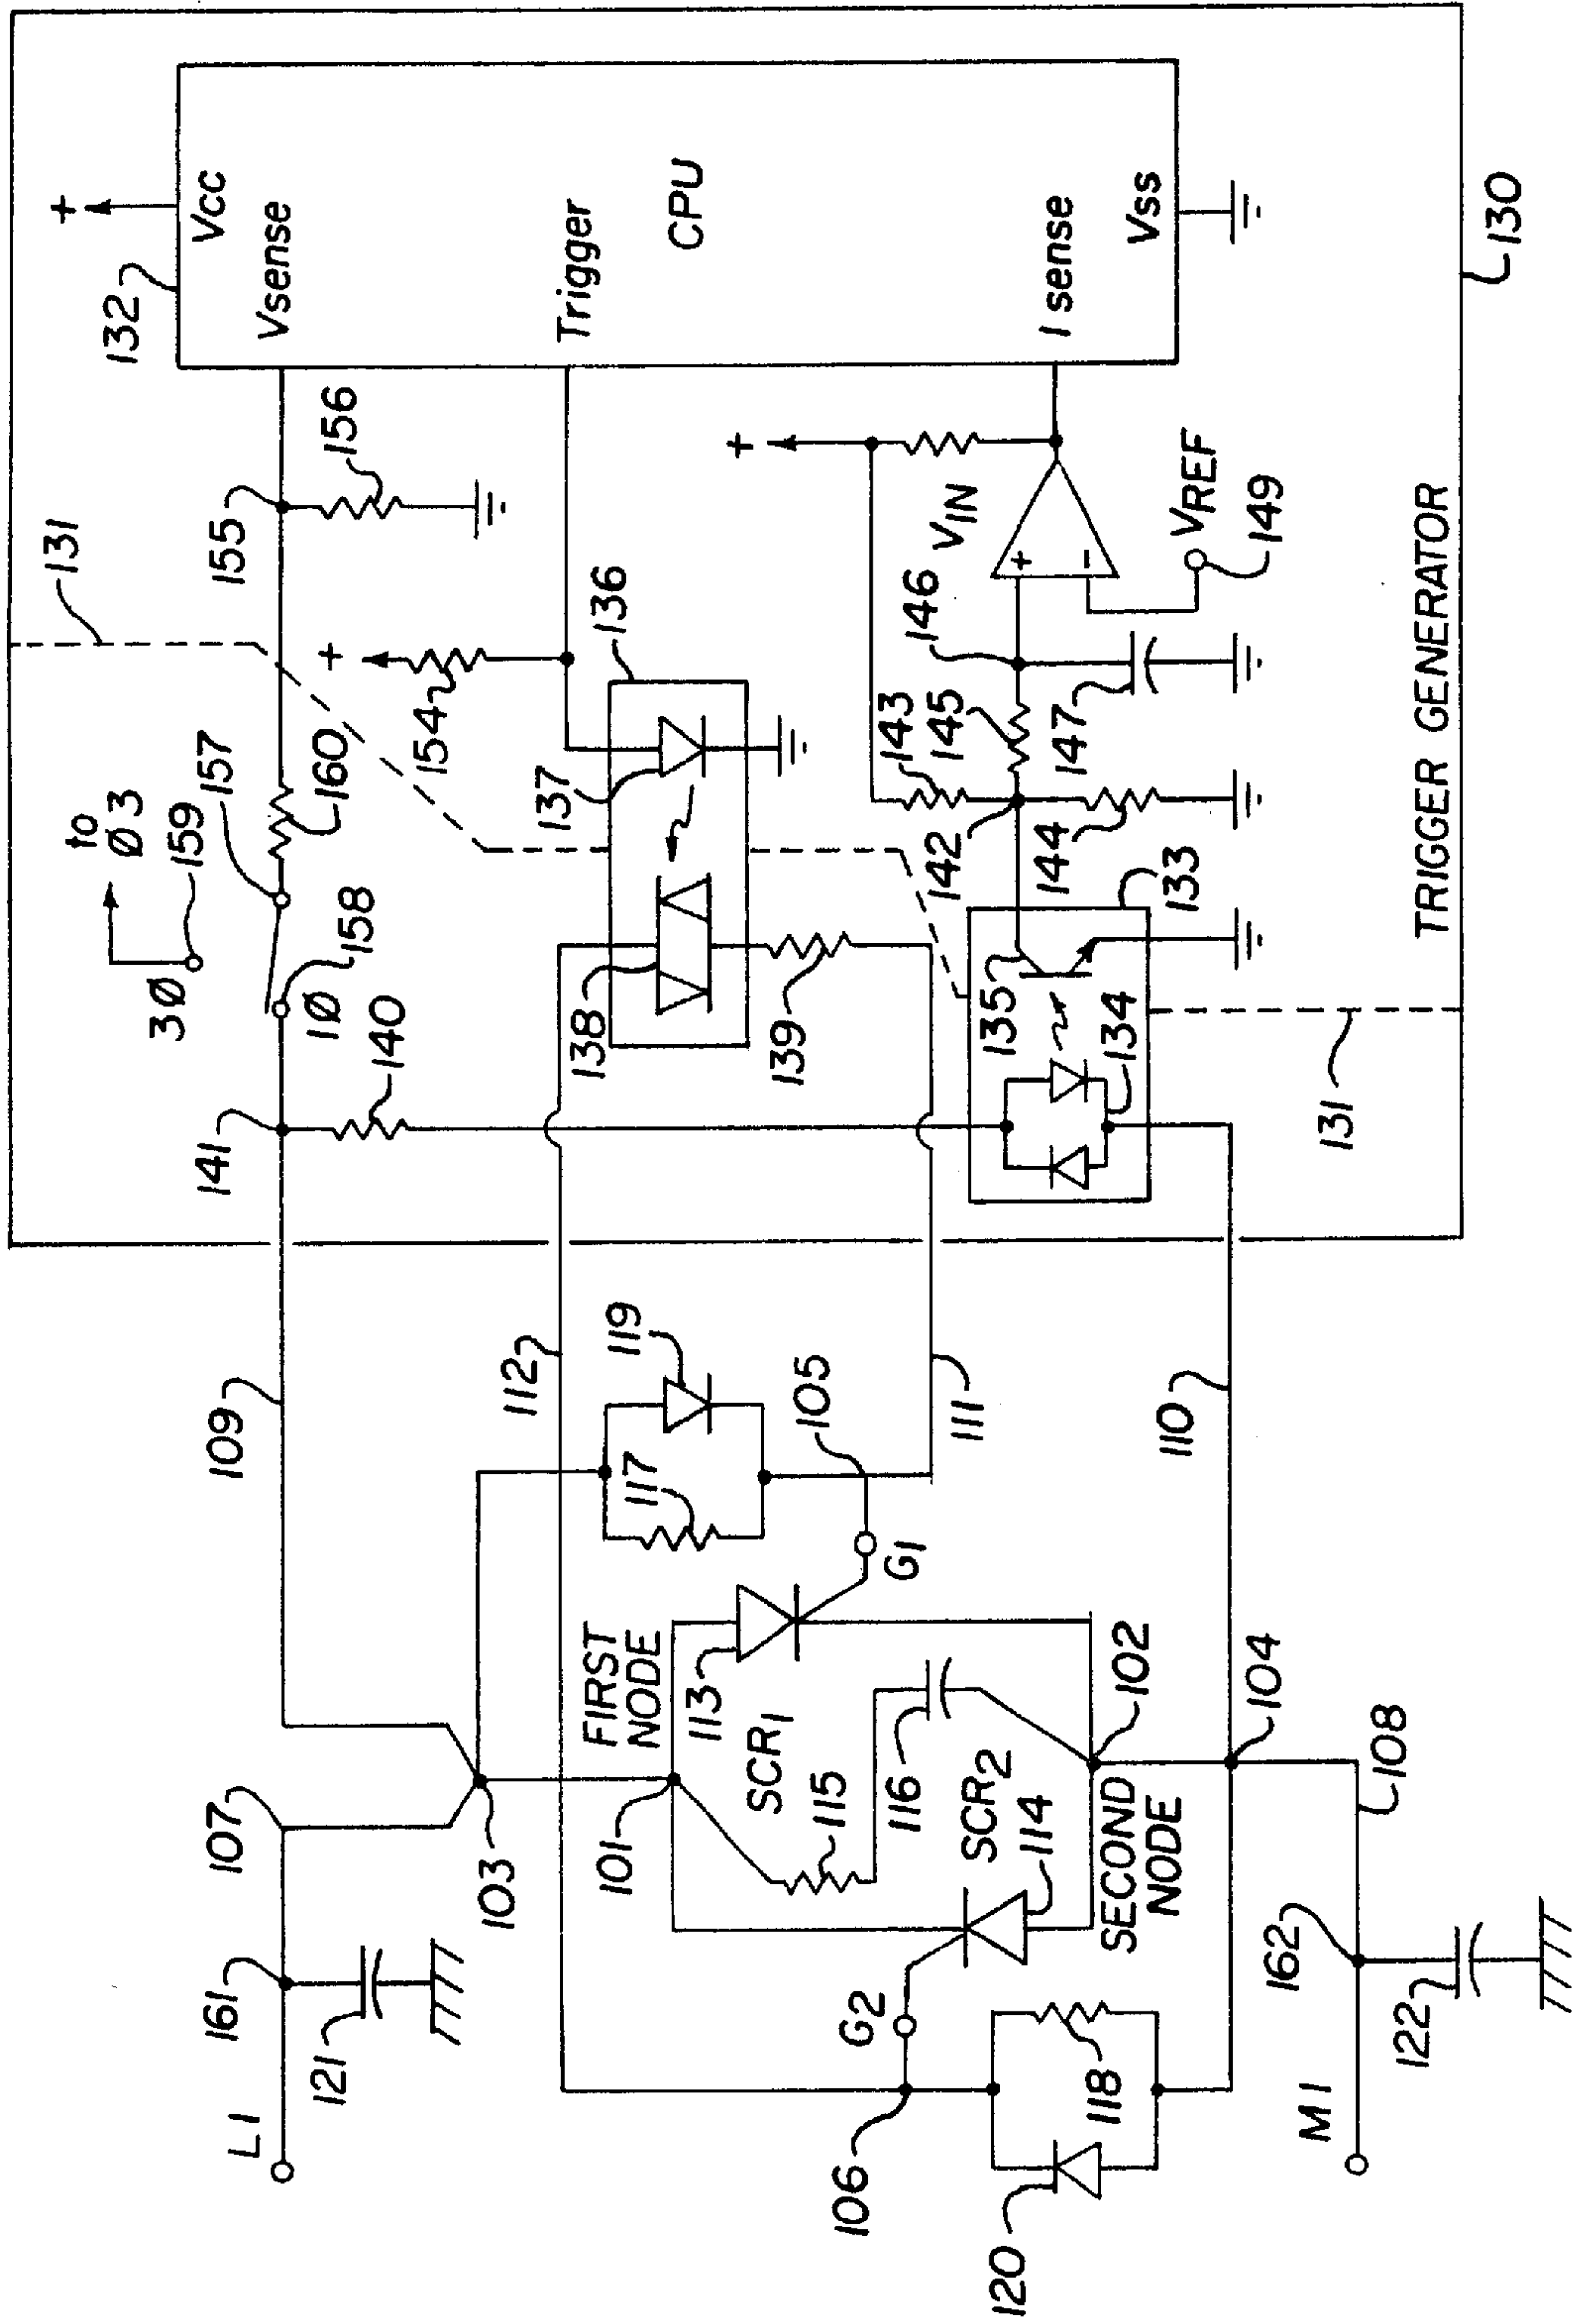 L1
161
121
107
109
103
141
140
to
Ø 3
159
3Ø
1Ø
158
157
160
131
155
156
132
+
Vcc
Vsense
Trigger
CPU
I sense
Vss
+
154
136
137
138
139
112
119
117
105
111
G1
FIRST
NODE
113
SCR1
101
115
116
SCR2
114
102
SECOND
NODE
G2
106
118
120
104
110
108
M1
162
122
+
VIN
+
-
VREF
149
146
143
145
147
142
144
133
135
134
131
TRIGGER GENERATOR
130